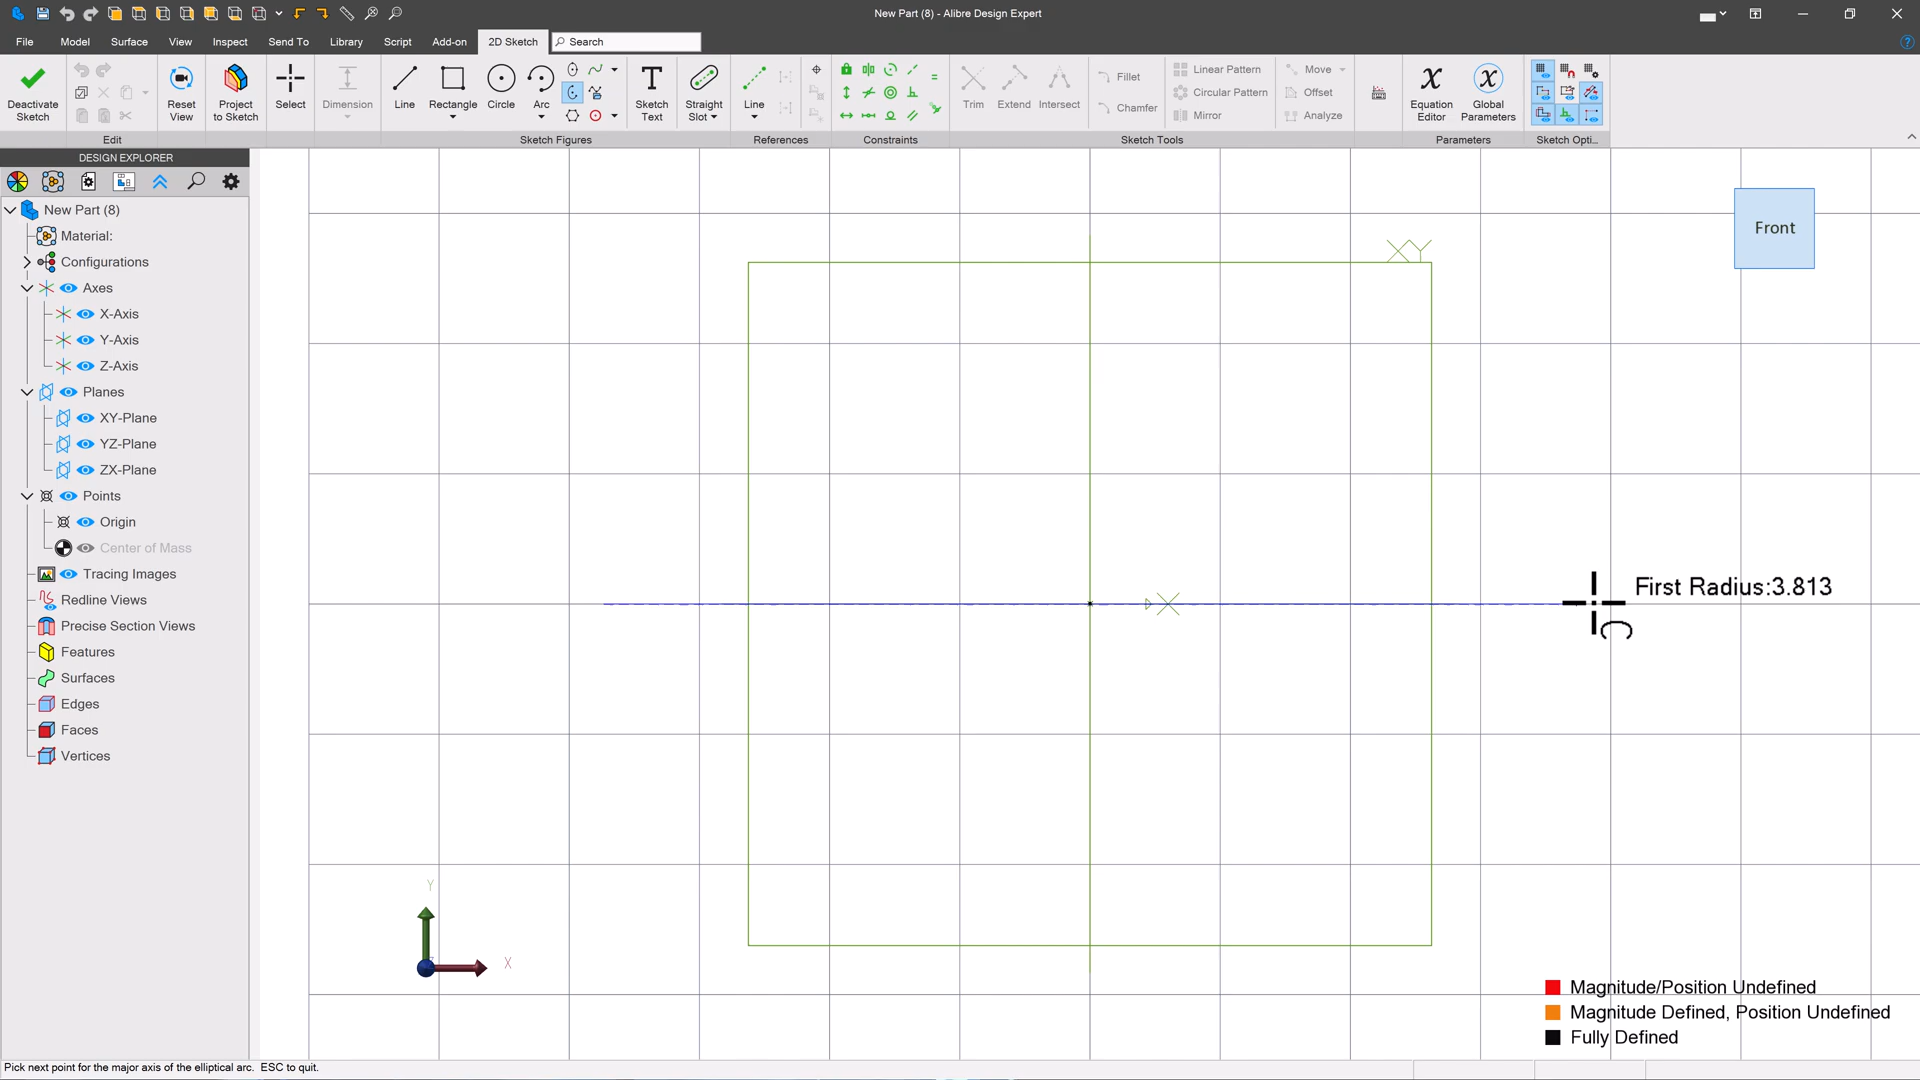 New Part (8) - Alibre Design Expert
File Model Surface View Inspect Send To Library Script Add-on 2D Sketch Search
Deactivate Sketch
Reset View
Project to Sketch
Select
Dimension
Line
Rectangle
Circle
Arc
Sketch Text
Straight Slot
Line
Trim
Extend
Intersect
Fillet
Chamfer
Linear Pattern
Circular Pattern
Mirror
Move
Offset
Analyze
Equation Editor
Global Parameters
Edit
Sketch Figures
References
Constraints
Sketch Tools
Parameters
Sketch Opti...
DESIGN EXPLORER
New Part (8)
Material:
Configurations
Axes
X-Axis
Y-Axis
Z-Axis
Planes
XY-Plane
YZ-Plane
ZX-Plane
Points
Origin
Center of Mass
Tracing Images
Redline Views
Precise Section Views
Features
Surfaces
Edges
Faces
Vertices
Front
XY
X
First Radius:3.813
Y
X
Magnitude/Position Undefined
Magnitude Defined, Position Undefined
Fully Defined
Pick next point for the major axis of the elliptical arc. ESC to quit.